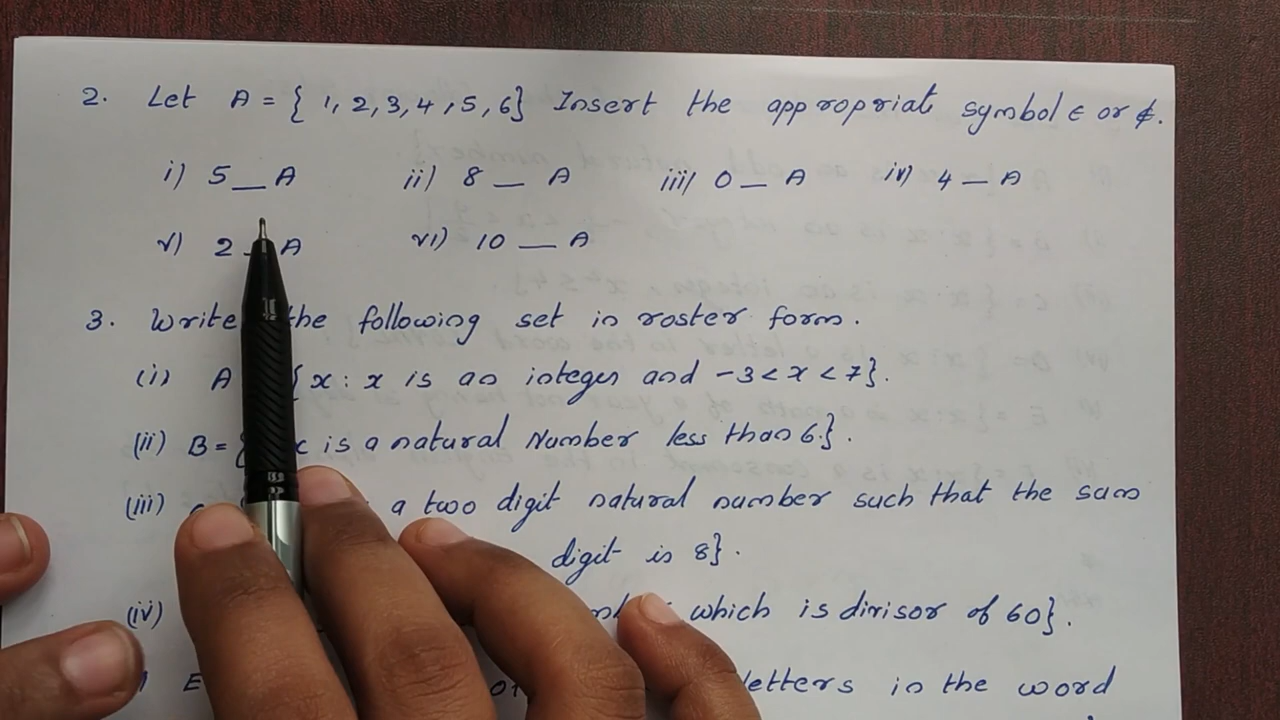 2. Let A = { 1, 2, 3, 4, 5, 6} Insert the appropriat symbol ∈ or ∉.
i) 5 __ A ii) 8 __ A iii) 0 __ A iv) 4 __ A
v) 2 __ A vi) 10 __ A
3. Write the following set in roster form.
(i) A {x : x is an integer and -3 < x < 7}.
(ii) B = { x is a natural Number less than 6.}.
(iii) a two digit natural number such that the sum
digit is 8}.
(iv) which is divisor of 60}.
E letters in the word